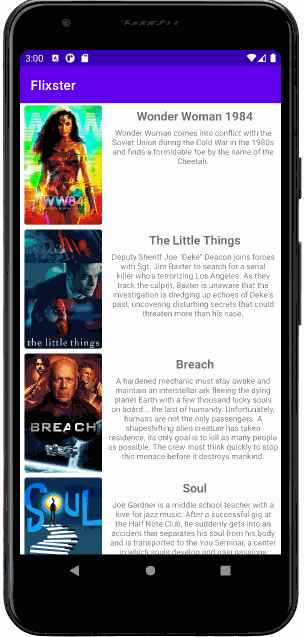 3:00
Flixster
WW84
Wonder Woman 1984
Wonder Woman comes into conflict with the
Soviet Union during the Cold War in the 1980s
and finds a formidable foe by the name of the
Cheetah.
the little things
The Little Things
Deputy Sheriff Joe "Deke" Deacon joins forces
with Sgt. Jim Baxter to search for a serial
killer who's terrorizing Los Angeles. As they
track the culprit, Baxter is unaware that the
investigation is dredging up echoes of Deke's
past, uncovering disturbing secrets that could
threaten more than his case.
BREACH
Breach
A hardened mechanic must stay awake and
maintain an interstellar ark fleeing the dying
planet Earth with a few thousand lucky souls
on board... the last of humanity. Unfortunately,
humans are not the only passengers. A
shapeshifting alien creature has taken
residence, its only goal is to kill as many people
as possible. The crew must think quickly to stop
this menace before it destroys mankind.
SOUL
Soul
Joe Gardner is a middle school teacher with a
love for jazz music. After a successful gig at
the Half Note Club, he suddenly gets into an
accident that separates his soul from his body
and is transported to the You Seminar, a center
in which souls develop and gain passions